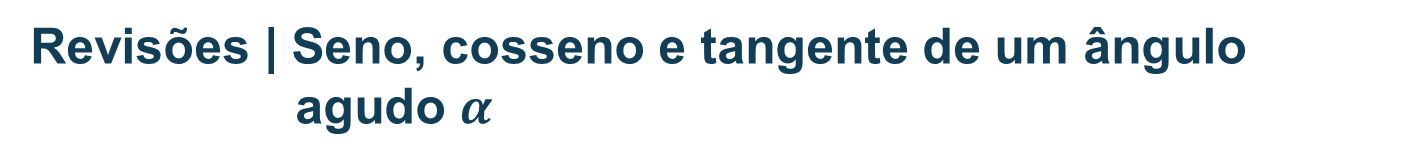 Revisões | Seno, cosseno e tangente de um ângulo
agudo 𝜶